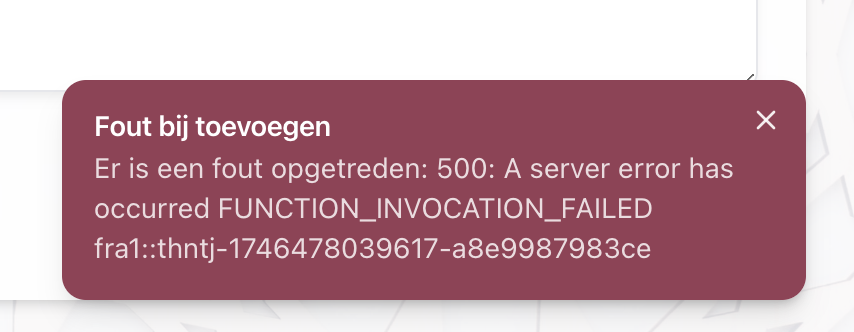 Fout bij toevoegen
Er is een fout opgetreden: 500: A server error has
occurred FUNCTION_INVOCATION_FAILED
fra1::thntj-1746478039617-a8e9987983ce